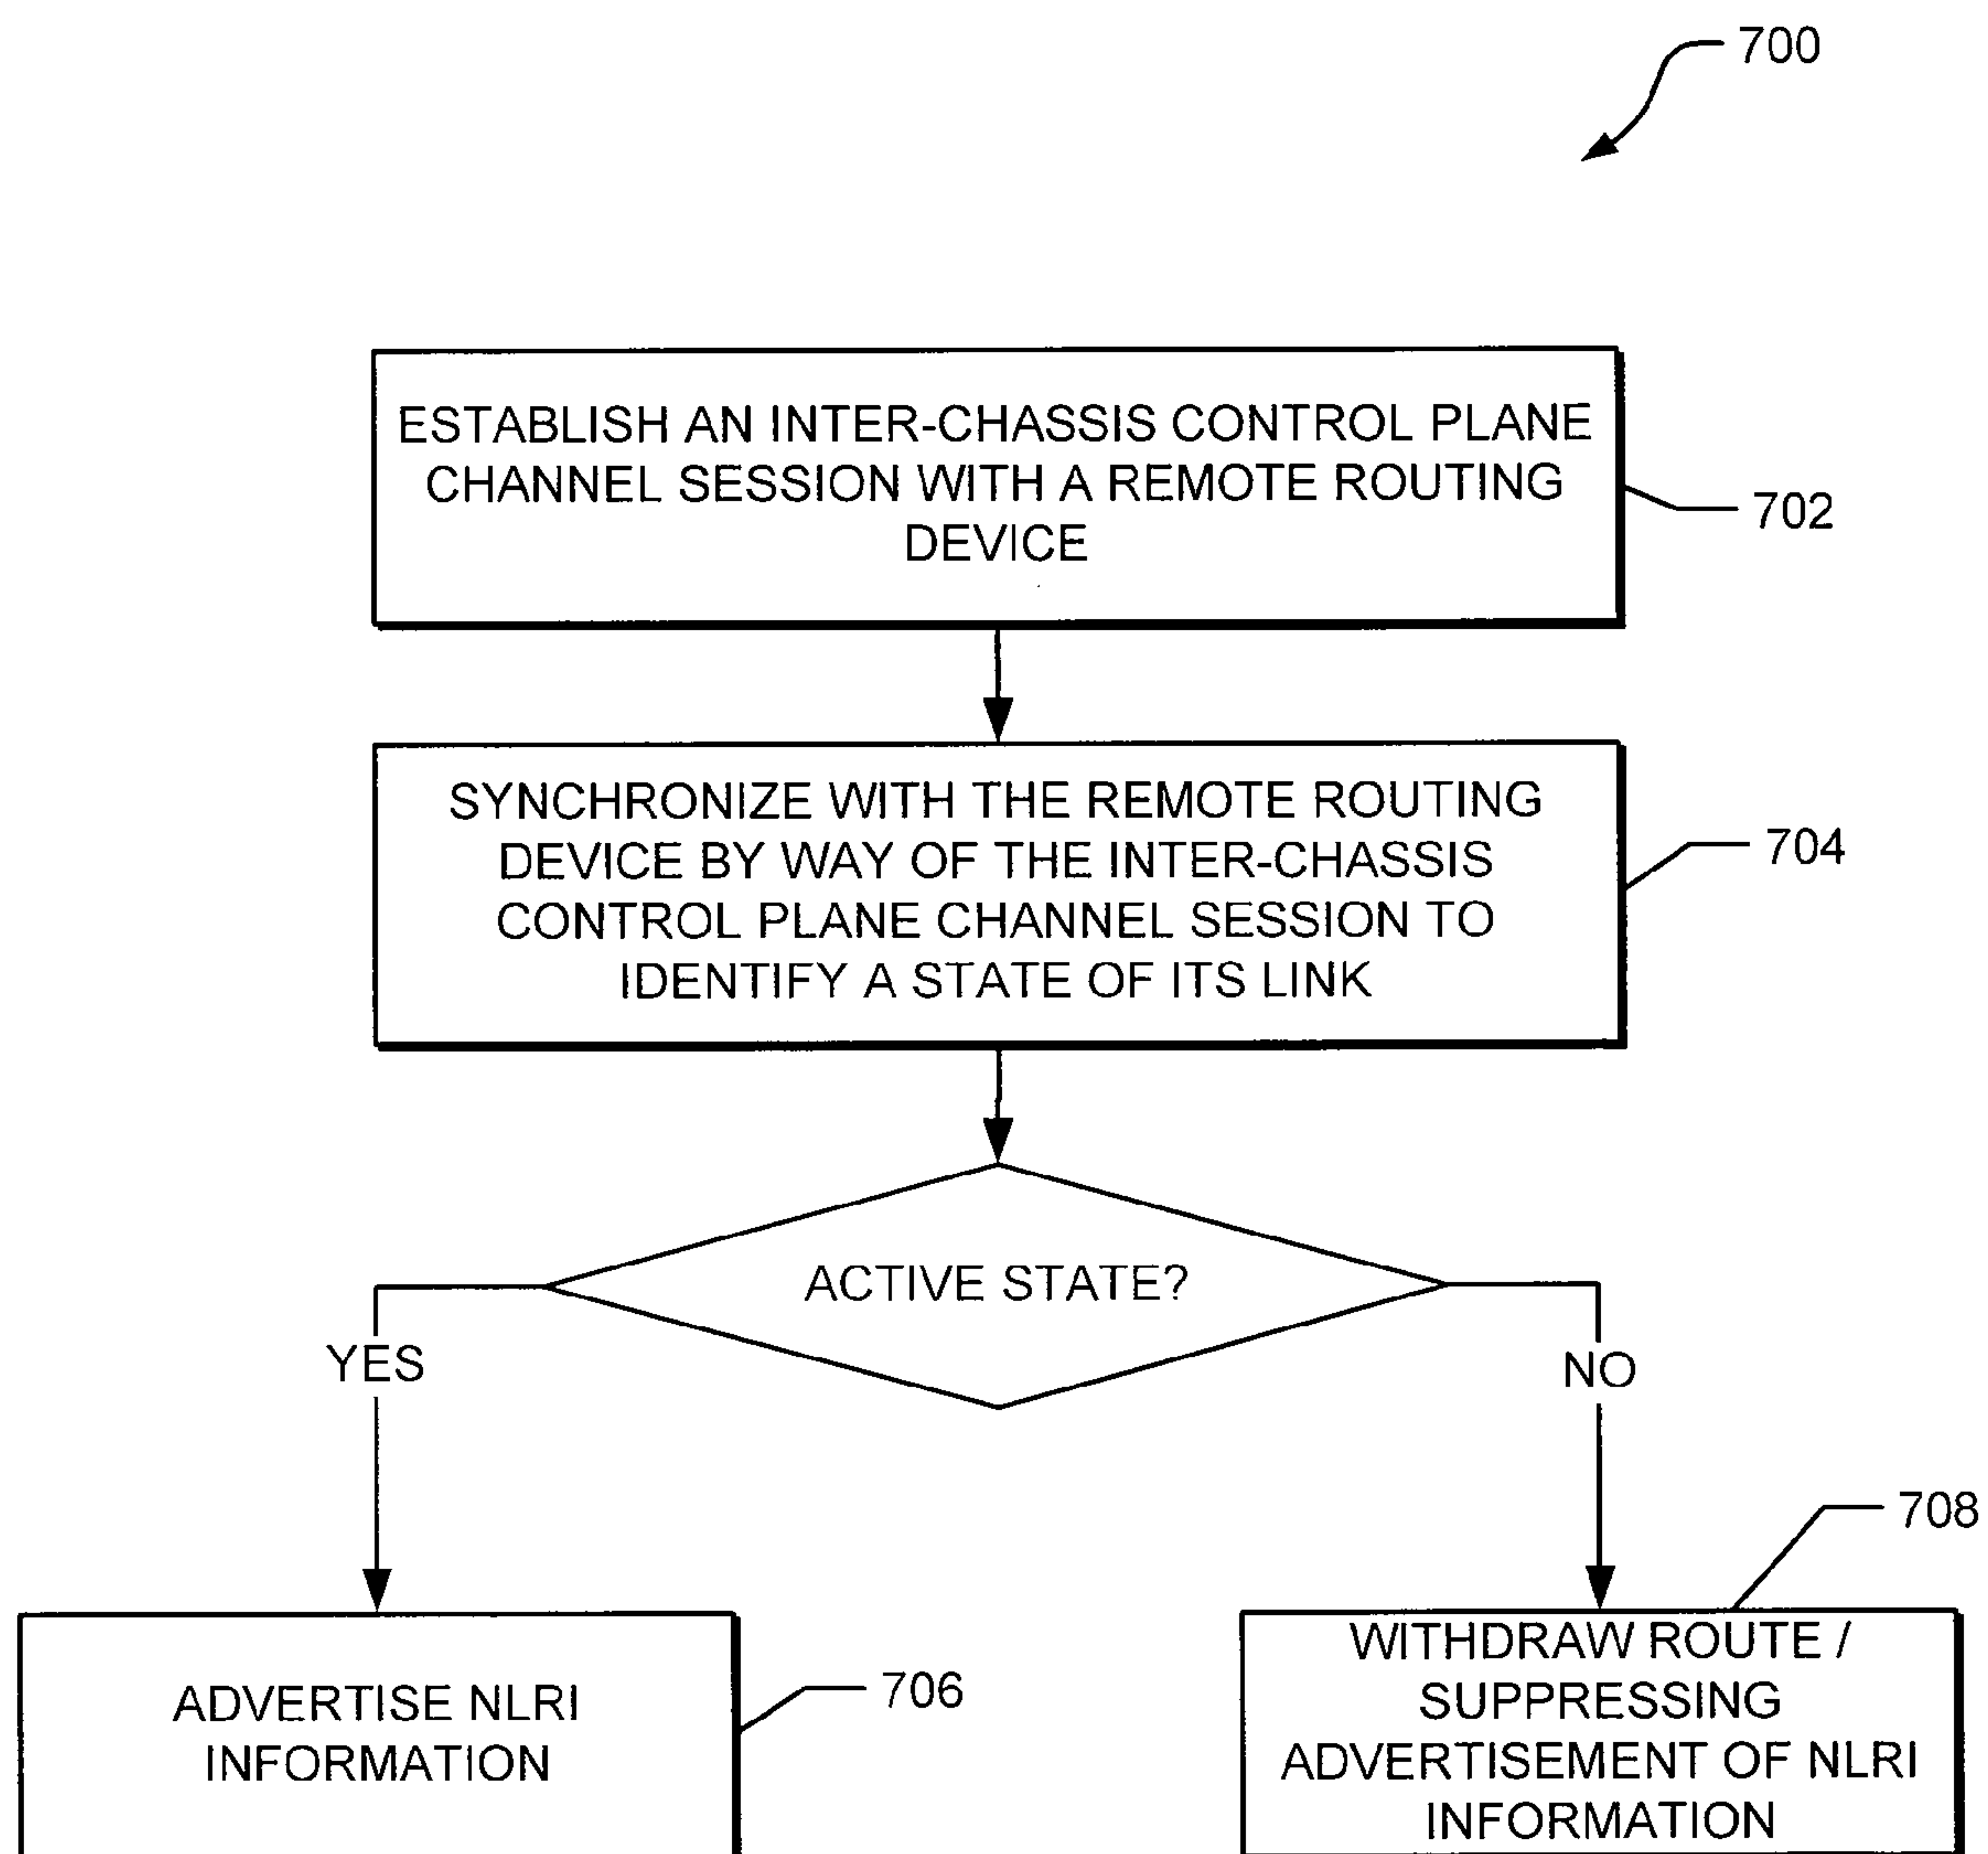 700
ESTABLISH AN INTER-CHASSIS CONTROL PLANE
CHANNEL SESSION WITH A REMOTE ROUTING
DEVICE
702
SYNCHRONIZE WITH THE REMOTE ROUTING
DEVICE BY WAY OF THE INTER-CHASSIS
CONTROL PLANE CHANNEL SESSION TO
IDENTIFY A STATE OF ITS LINK
704
ACTIVE STATE?
YES
NO
ADVERTISE NLRI
INFORMATION
706
708
WITHDRAW ROUTE /
SUPPRESSING
ADVERTISEMENT OF NLRI
INFORMATION